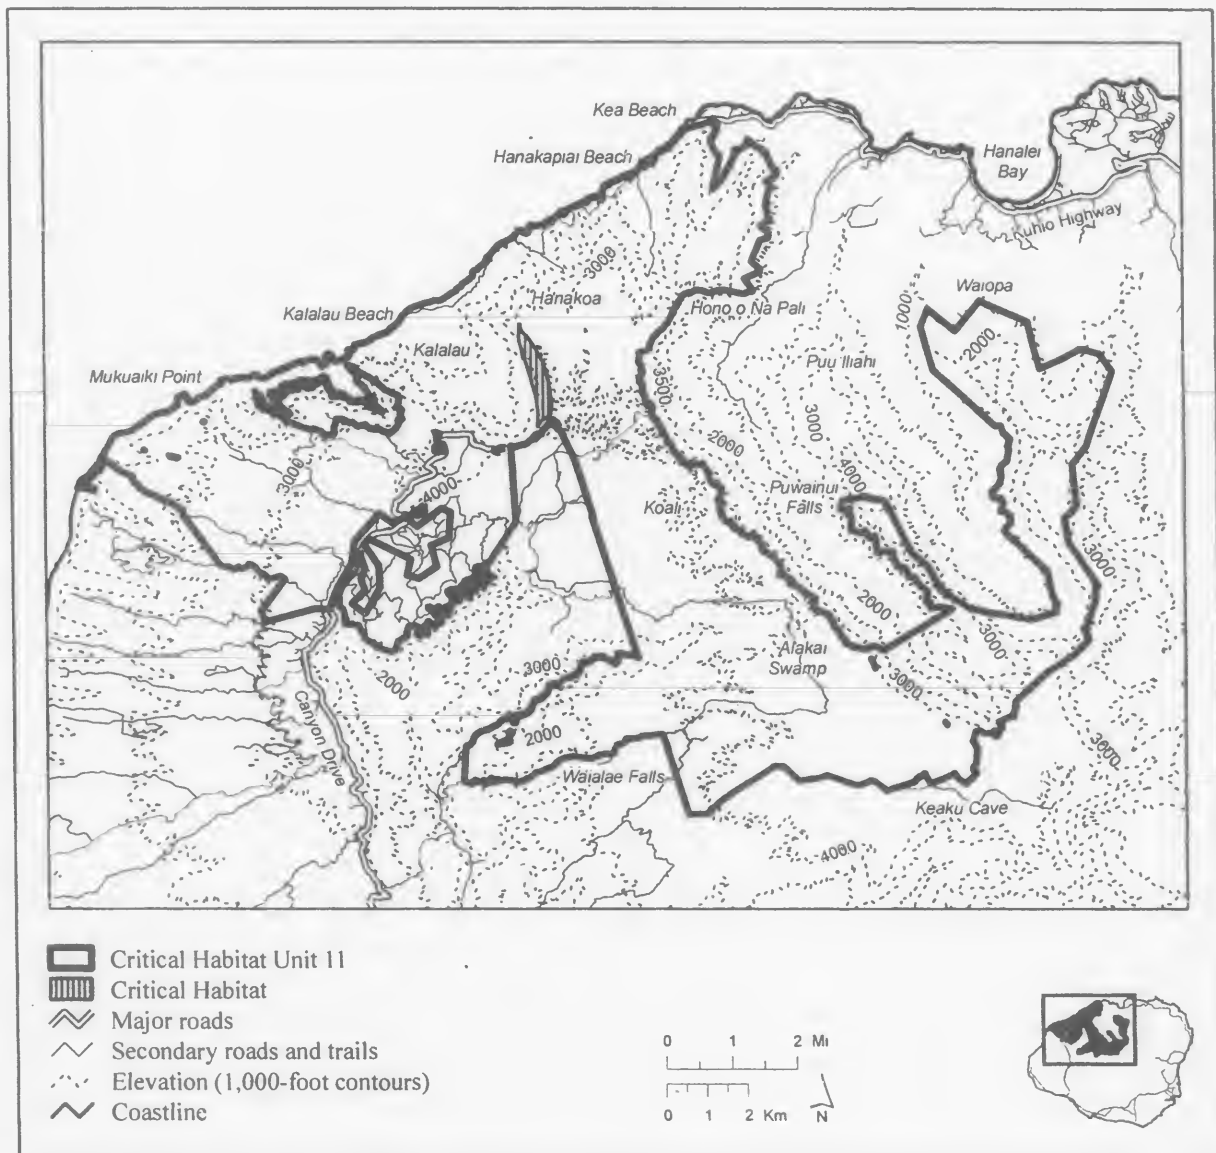 Kea Beach
Hanakapiai Beach
Hanalei
Bay
Kuhio Highway
3000
Hanakoa
Waiopa
Kalalau Beach
Hono o Na Pali
1000
Kalalau
2000
Puu Iliahi
Mukuaiki Point
3500
3000
2000
3000
4000
4000
Puwainui
Falls
Koali
3000
2000
3000
Alakai
Swamp
3000
2000
3000
Canyon Drive
2000
3000
Waialae Falls
Keaku Cave
4000
Critical Habitat Unit 11
Critical Habitat
Major roads
Secondary roads and trails
Elevation (1,000-foot contours)
Coastline
0 1 2 Mi
0 1 2 Km
N